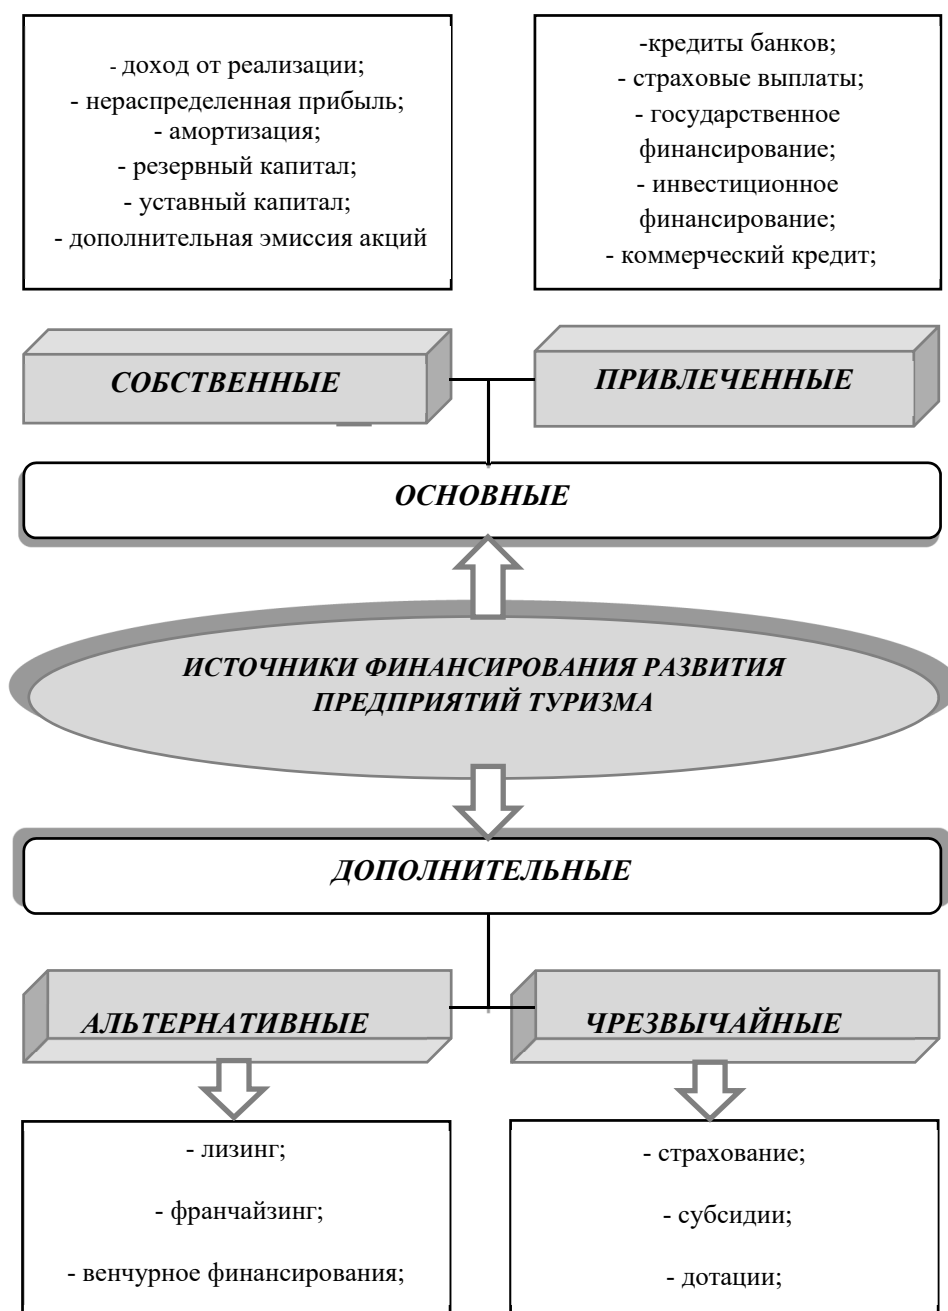 - доход от реализации;
- нераспределенная прибыль;
- амортизация;
- резервный капитал;
- уставный капитал;
- дополнительная эмиссия акций
-кредиты банков;
- страховые выплаты;
- государственное
финансирование;
- инвестиционное
финансирование;
- коммерческий кредит;
СОБСТВЕННЫЕ
ПРИВЛЕЧЕННЫЕ
ОСНОВНЫЕ
ИСТОЧНИКИ ФИНАНСИРОВАНИЯ РАЗВИТИЯ
ПРЕДПРИЯТИЙ ТУРИЗМА
ДОПОЛНИТЕЛЬНЫЕ
АЛЬТЕРНАТИВНЫЕ
ЧРЕЗВЫЧАЙНЫЕ
- лизинг;
- франчайзинг;
- венчурное финансирования;
- страхование;
- субсидии;
- дотации;